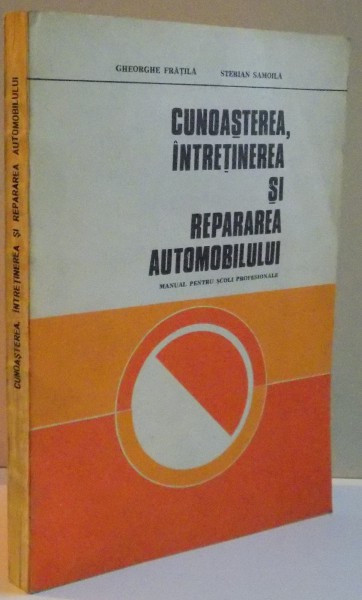 GHEORGHE FRĂȚILĂ STERIAN SAMOILĂ
CUNOAȘTEREA,
ÎNTREȚINEREA
ȘI
REPARAREA
AUTOMOBILULUI
MANUAL PENTRU ȘCOLI PROFESIONALE
CUNOAȘTEREA, ÎNTREȚINEREA ȘI REPARAREA AUTOMOBILULUI